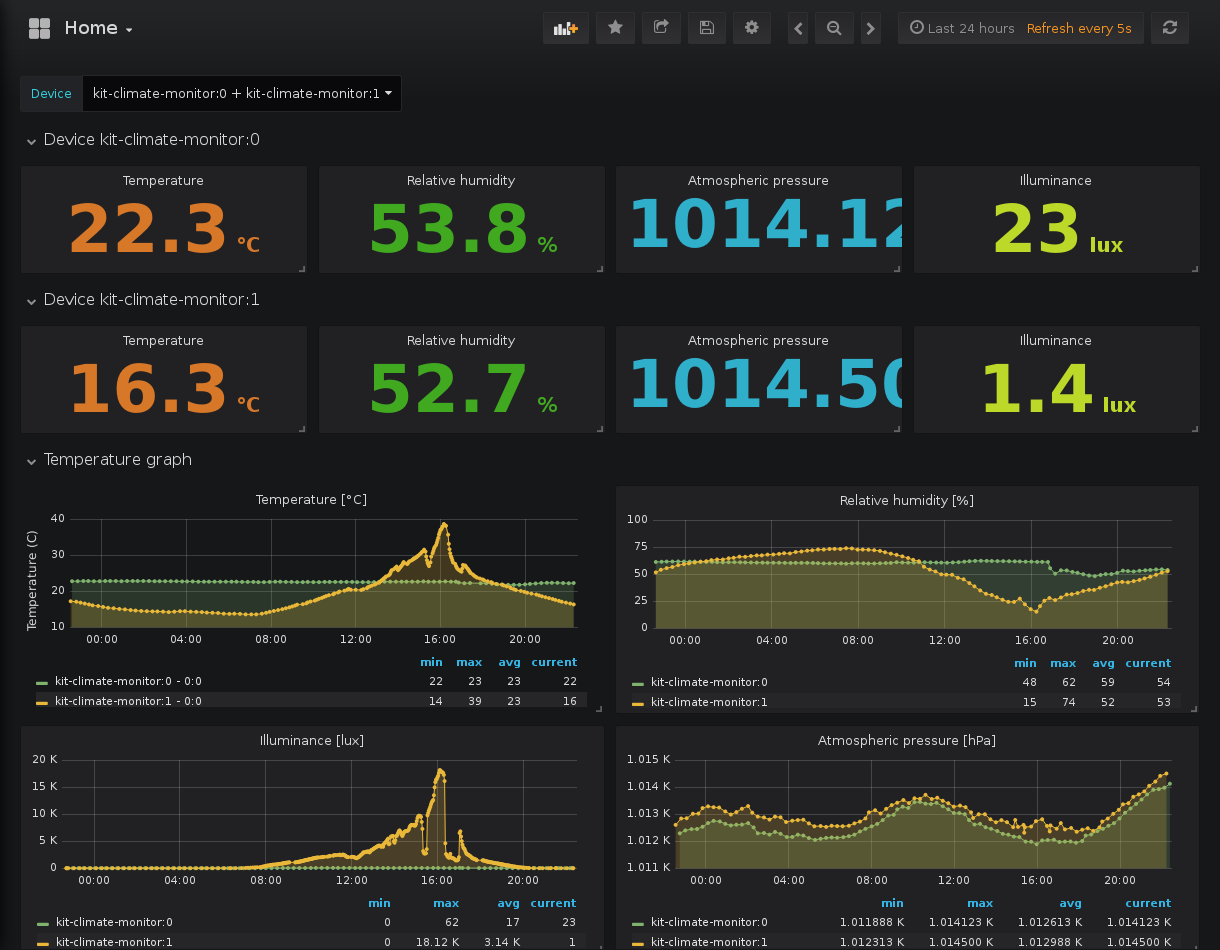 Home
Last 24 hours Refresh every 5s
Device kit-climate-monitor:0 + kit-climate-monitor:1
Device kit-climate-monitor:0
Temperature Relative humidity Atmospheric pressure Illuminance
22.3 °C 53.8 % 1014.12 23 lux
Device kit-climate-monitor:1
Temperature Relative humidity Atmospheric pressure Illuminance
16.3 °C 52.7 % 1014.50 1.4 lux
Temperature graph
Temperature [°C]
Temperature (C)
40
30
20
10
00:00 04:00 08:00 12:00 16:00 20:00
min max avg current
kit-climate-monitor:0 - 0:0 22 23 23 22
kit-climate-monitor:1 - 0:0 14 39 23 16
Relative humidity [%]
100
75
50
25
0
00:00 04:00 08:00 12:00 16:00 20:00
min max avg current
kit-climate-monitor:0 48 62 59 54
kit-climate-monitor:1 15 74 52 53
Illuminance [lux]
20 K
15 K
10 K
5 K
0
00:00 04:00 08:00 12:00 16:00 20:00
min max avg current
kit-climate-monitor:0 0 62 17 23
kit-climate-monitor:1 0 18.12 K 3.14 K 1
Atmospheric pressure [hPa]
1.015 K
1.014 K
1.013 K
1.012 K
1.011 K
00:00 04:00 08:00 12:00 16:00 20:00
min max avg current
kit-climate-monitor:0 1.011888 K 1.014123 K 1.012613 K 1.014123 K
kit-climate-monitor:1 1.012313 K 1.014500 K 1.012988 K 1.014500 K